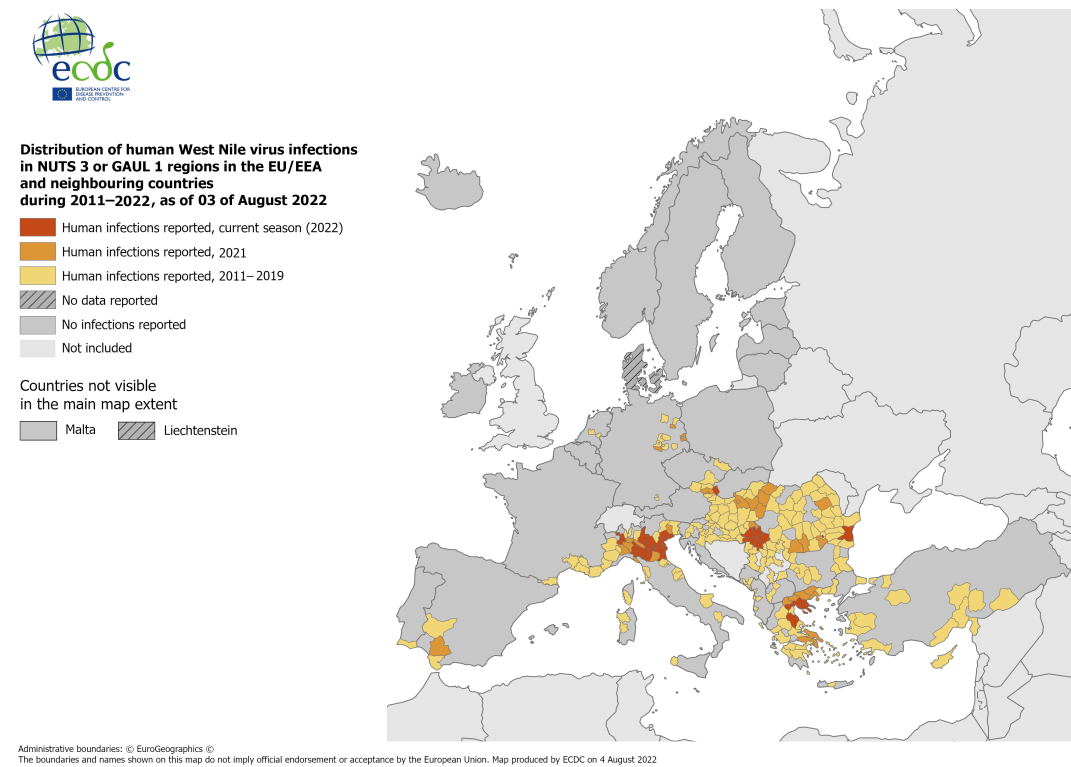 ecdc
EUROPEAN CENTRE FOR
DISEASE PREVENTION
AND CONTROL
Distribution of human West Nile virus infections
in NUTS 3 or GAUL 1 regions in the EU/EEA
and neighbouring countries
during 2011–2022, as of 03 of August 2022
Human infections reported, current season (2022)
Human infections reported, 2021
Human infections reported, 2011–2019
No data reported
No infections reported
Not included
Countries not visible
in the main map extent
Malta
Liechtenstein
Administrative boundaries: © EuroGeographics ©
The boundaries and names shown on this map do not imply official endorsement or acceptance by the European Union. Map produced by ECDC on 4 August 2022